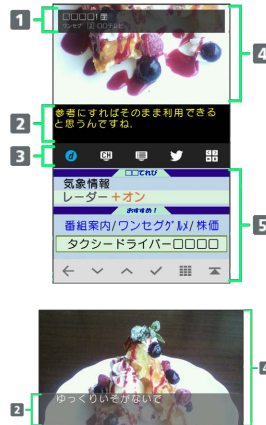 1
□□□□1 🈡
ワンセグ
4
2
参考にすればそのまま利用できる
と思うんですね。
3
d
CH
□□てれび
気象情報
レーダー+オン
おすすめ!
番組案内/ワンセググルメ/株価
タクシードライバー□□□□
5
4
2
ゆっくりいそがないで